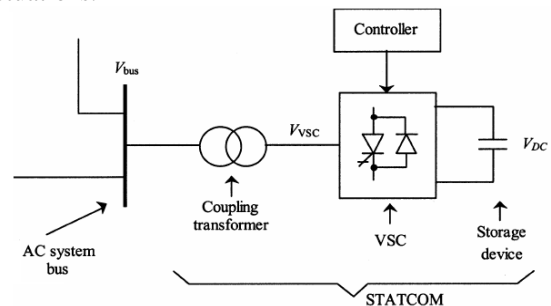 Controller
V_bus
V_VSC
V_DC
Coupling
transformer
AC system
bus
VSC
Storage
device
STATCOM